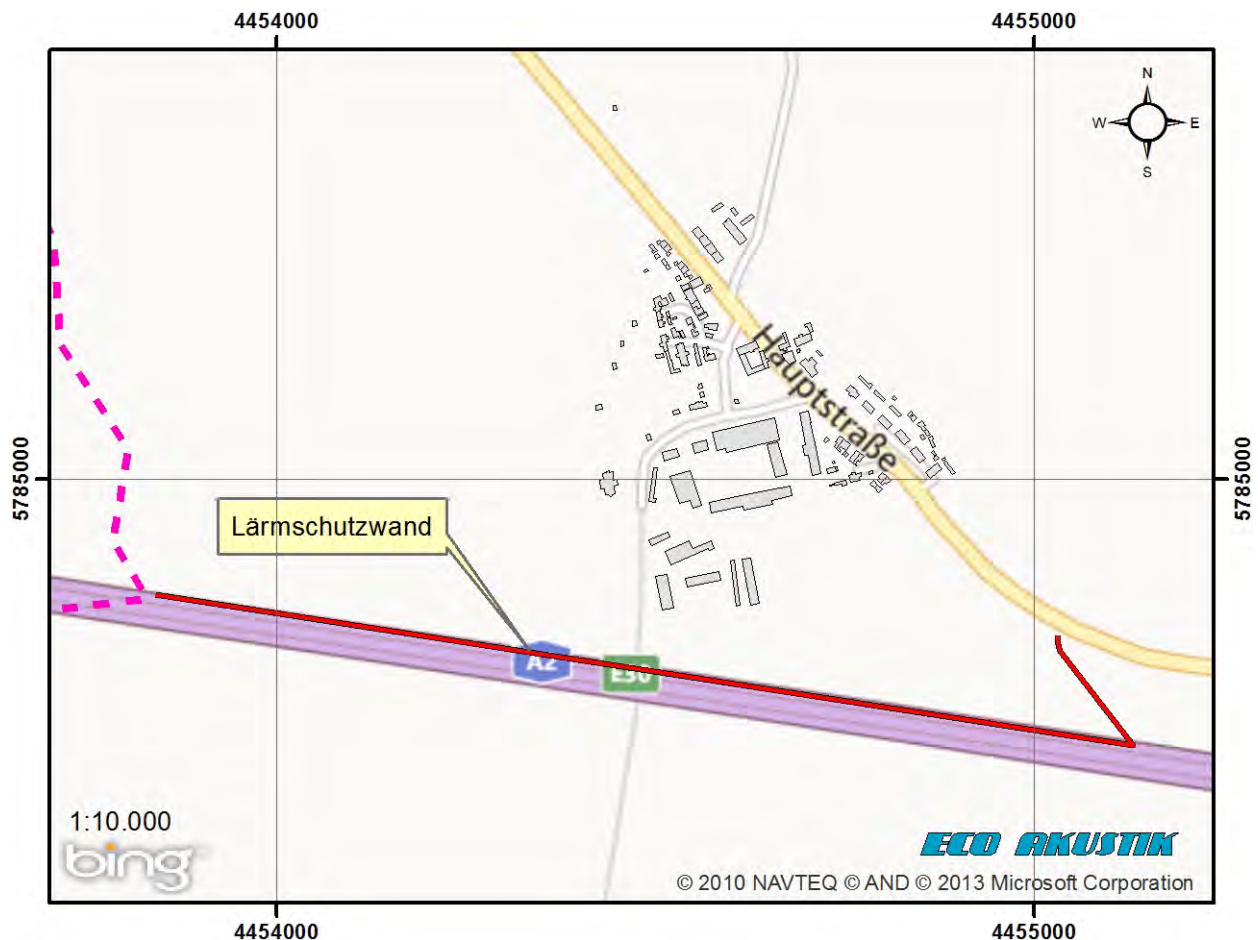 4454000
4455000
N
W
E
S
Hauptstraße
5785000
5785000
Lärmschutzwand
A2
E30
1:10.000
bing
ECO AKUSTIK
© 2010 NAVTEQ © AND © 2013 Microsoft Corporation
4454000
4455000